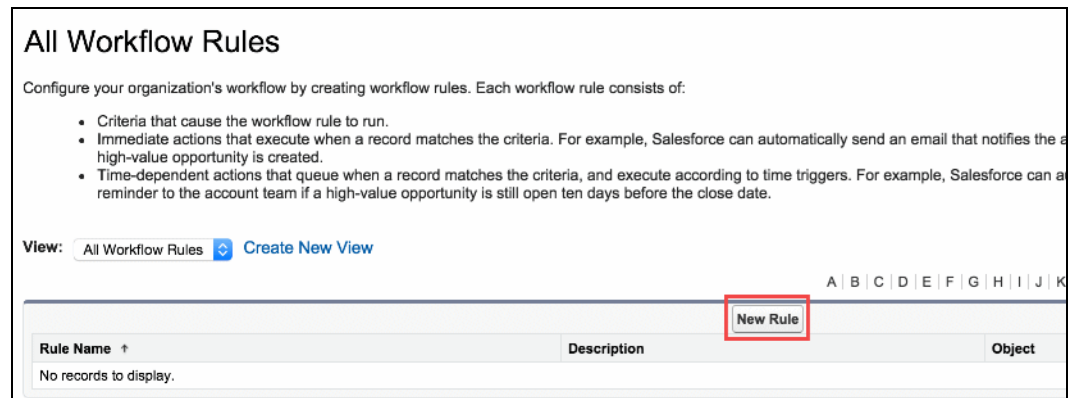 All Workflow Rules
Configure your organization's workflow by creating workflow rules. Each workflow rule consists of:
• Criteria that cause the workflow rule to run.
• Immediate actions that execute when a record matches the criteria. For example, Salesforce can automatically send an email that notifies the
high-value opportunity is created.
• Time-dependent actions that queue when a record matches the criteria, and execute according to time triggers. For example, Salesforce can
reminder to the account team if a high-value opportunity is still open ten days before the close date.
View: All Workflow Rules Create New View
A | B | C | D | E | F | G | H | I | J | K
New Rule
Rule Name ↑ Description Object
No records to display.